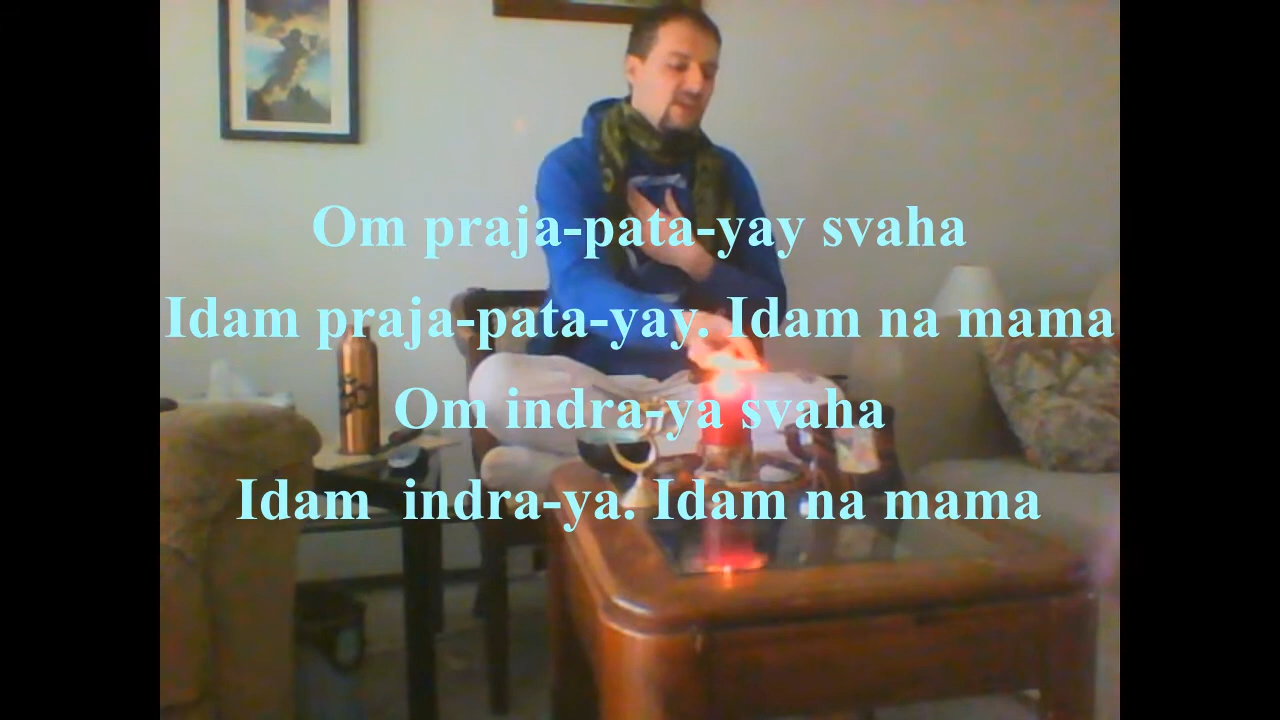 Om praja-pata-yay svaha
Idam praja-pata-yay. Idam na mama
Om indra-ya svaha
Idam  indra-ya. Idam na mama